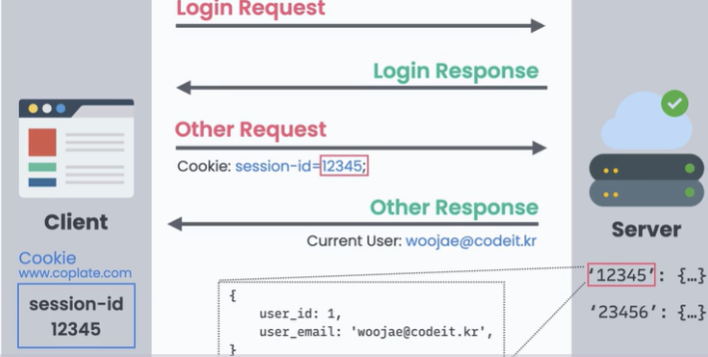 Login Request
Login Response
Other Request
Cookie: session-id=12345;
Other Response
Current User: woojae@codeit.kr
Client
Cookie
www.coplate.com
session-id
12345
Server
‘12345’: {…}
‘23456’: {…}
{
user_id: 1,
user_email: 'woojae@codeit.kr',
}